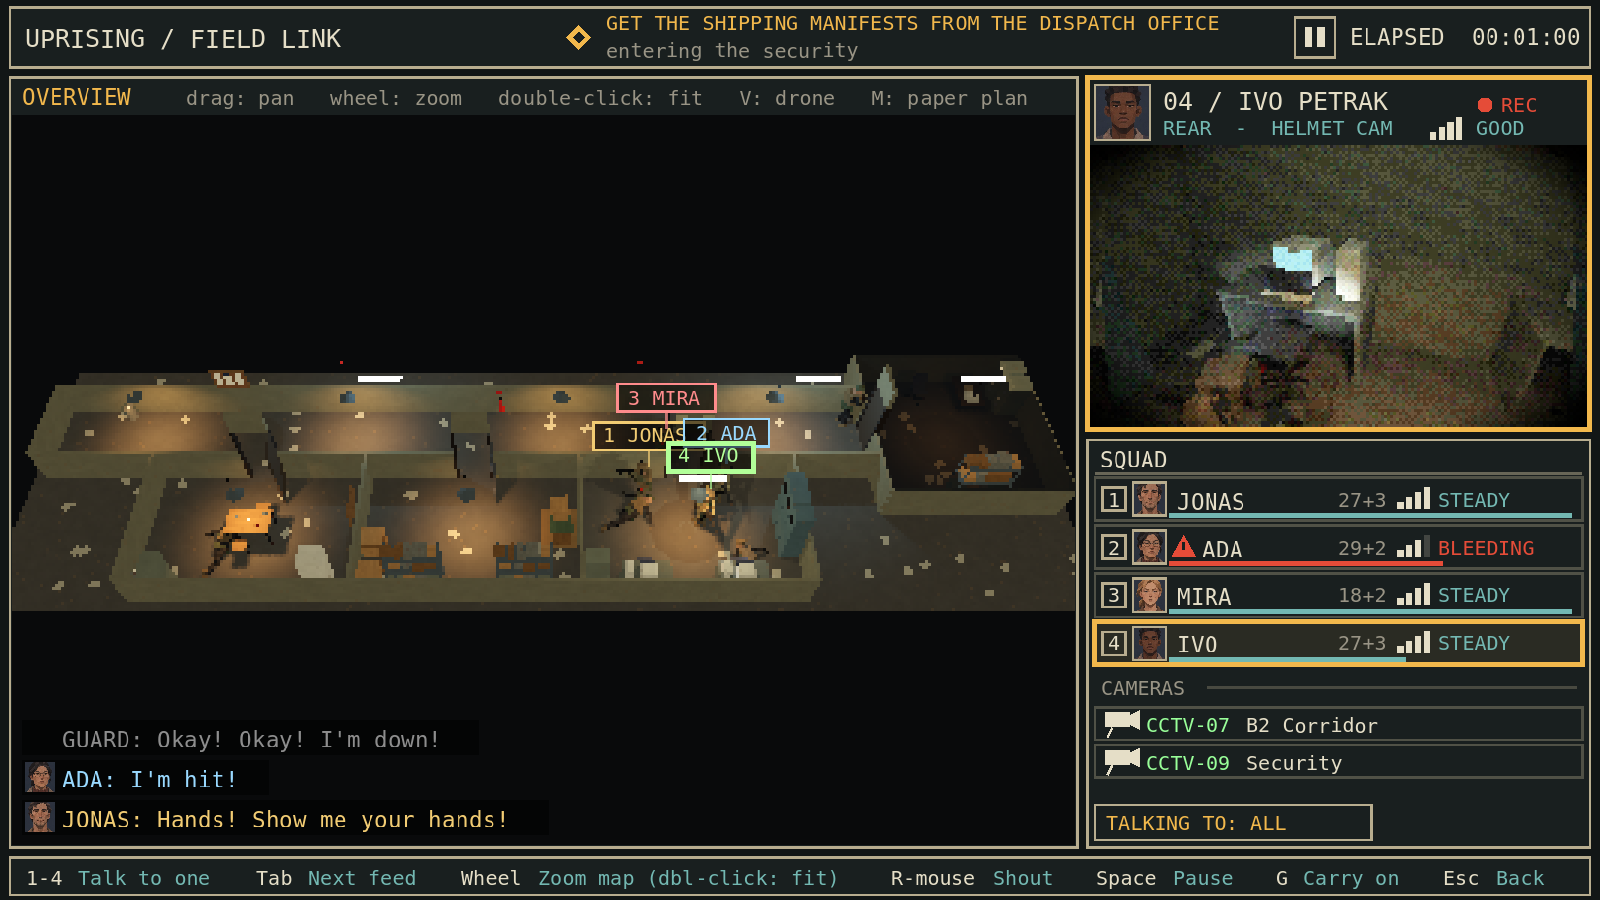 UPRISING / FIELD LINK
GET THE SHIPPING MANIFESTS FROM THE DISPATCH OFFICE
entering the security
ELAPSED 00:01:00
OVERVIEW drag: pan wheel: zoom double-click: fit V: drone M: paper plan
04 / IVO PETRAK
REC
REAR - HELMET CAM
GOOD
3 MIRA
1 JONAS
2 ADA
4 IVO
SQUAD
1 JONAS 27+3 STEADY
2 ADA 29+2 BLEEDING
3 MIRA 18+2 STEADY
4 IVO 27+3 STEADY
CAMERAS
CCTV-07 B2 Corridor
CCTV-09 Security
TALKING TO: ALL
GUARD: Okay! Okay! I'm down!
ADA: I'm hit!
JONAS: Hands! Show me your hands!
1-4 Talk to one Tab Next feed Wheel Zoom map (dbl-click: fit) R-mouse Shout Space Pause G Carry on Esc Back